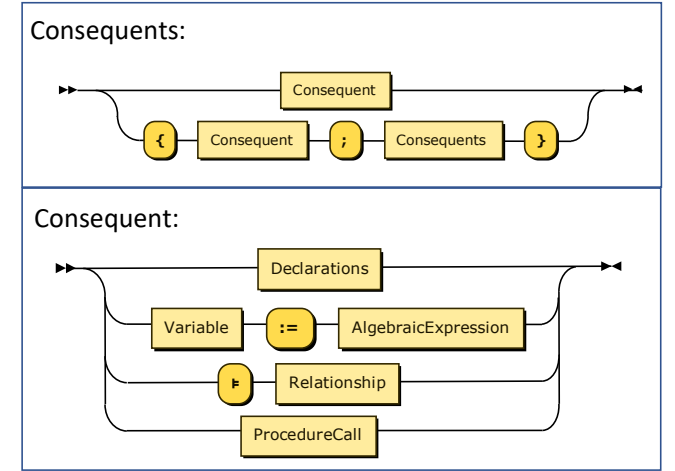 Consequents:
Consequent
{ Consequent ; Consequents }
Consequent:
Declarations
Variable := AlgebraicExpression
⊧ Relationship
ProcedureCall